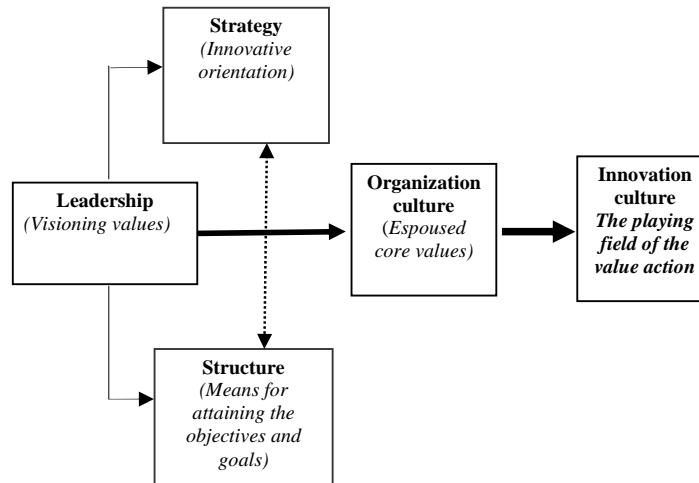 Strategy
(Innovative
orientation)
Leadership
(Visioning values)
Organization
culture
(Espoused
core values)
Innovation
culture
The playing
field of the
value action
Structure
(Means for
attaining the
objectives and
goals)